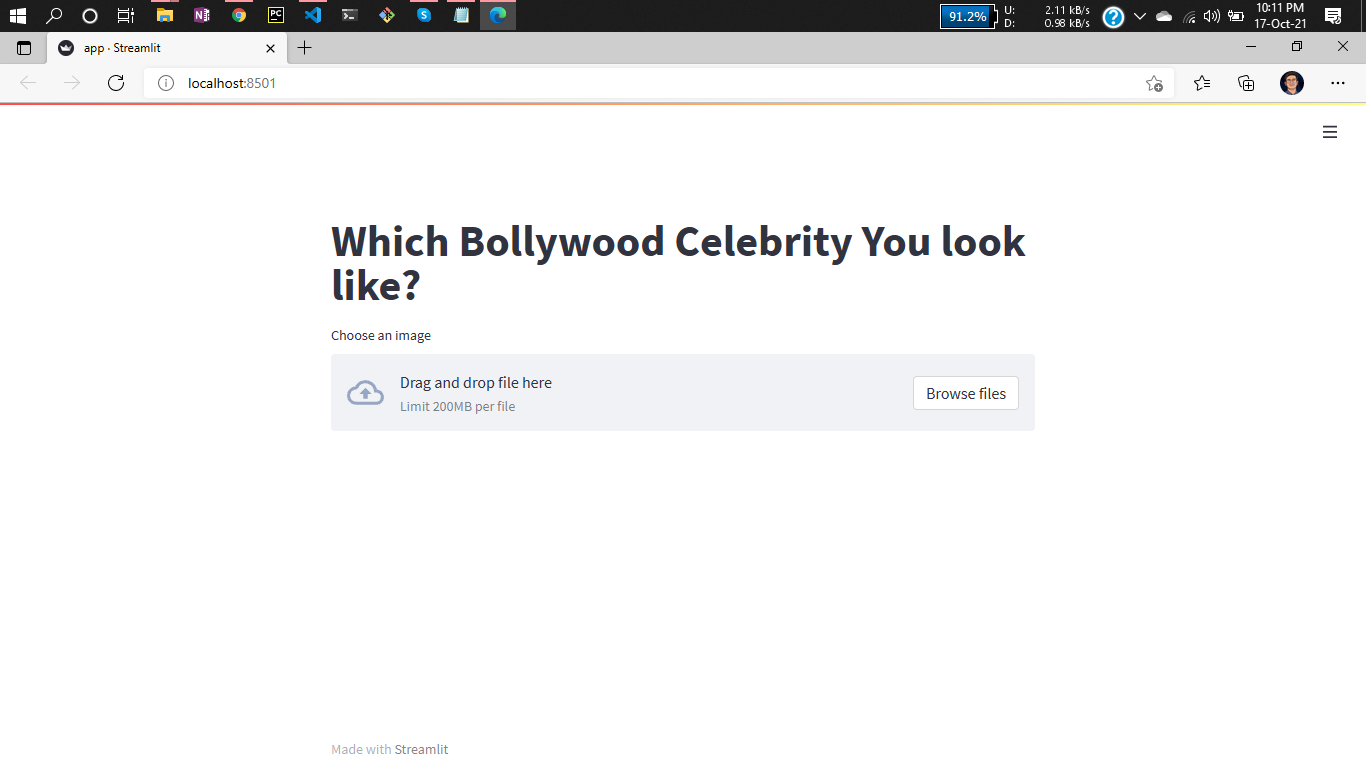 91.2%
U: 2.11 kB/s
D: 0.98 kB/s
10:11 PM
17-Oct-21
app · Streamlit
localhost:8501
Which Bollywood Celebrity You look
like?
Choose an image
Drag and drop file here
Limit 200MB per file
Browse files
Made with Streamlit